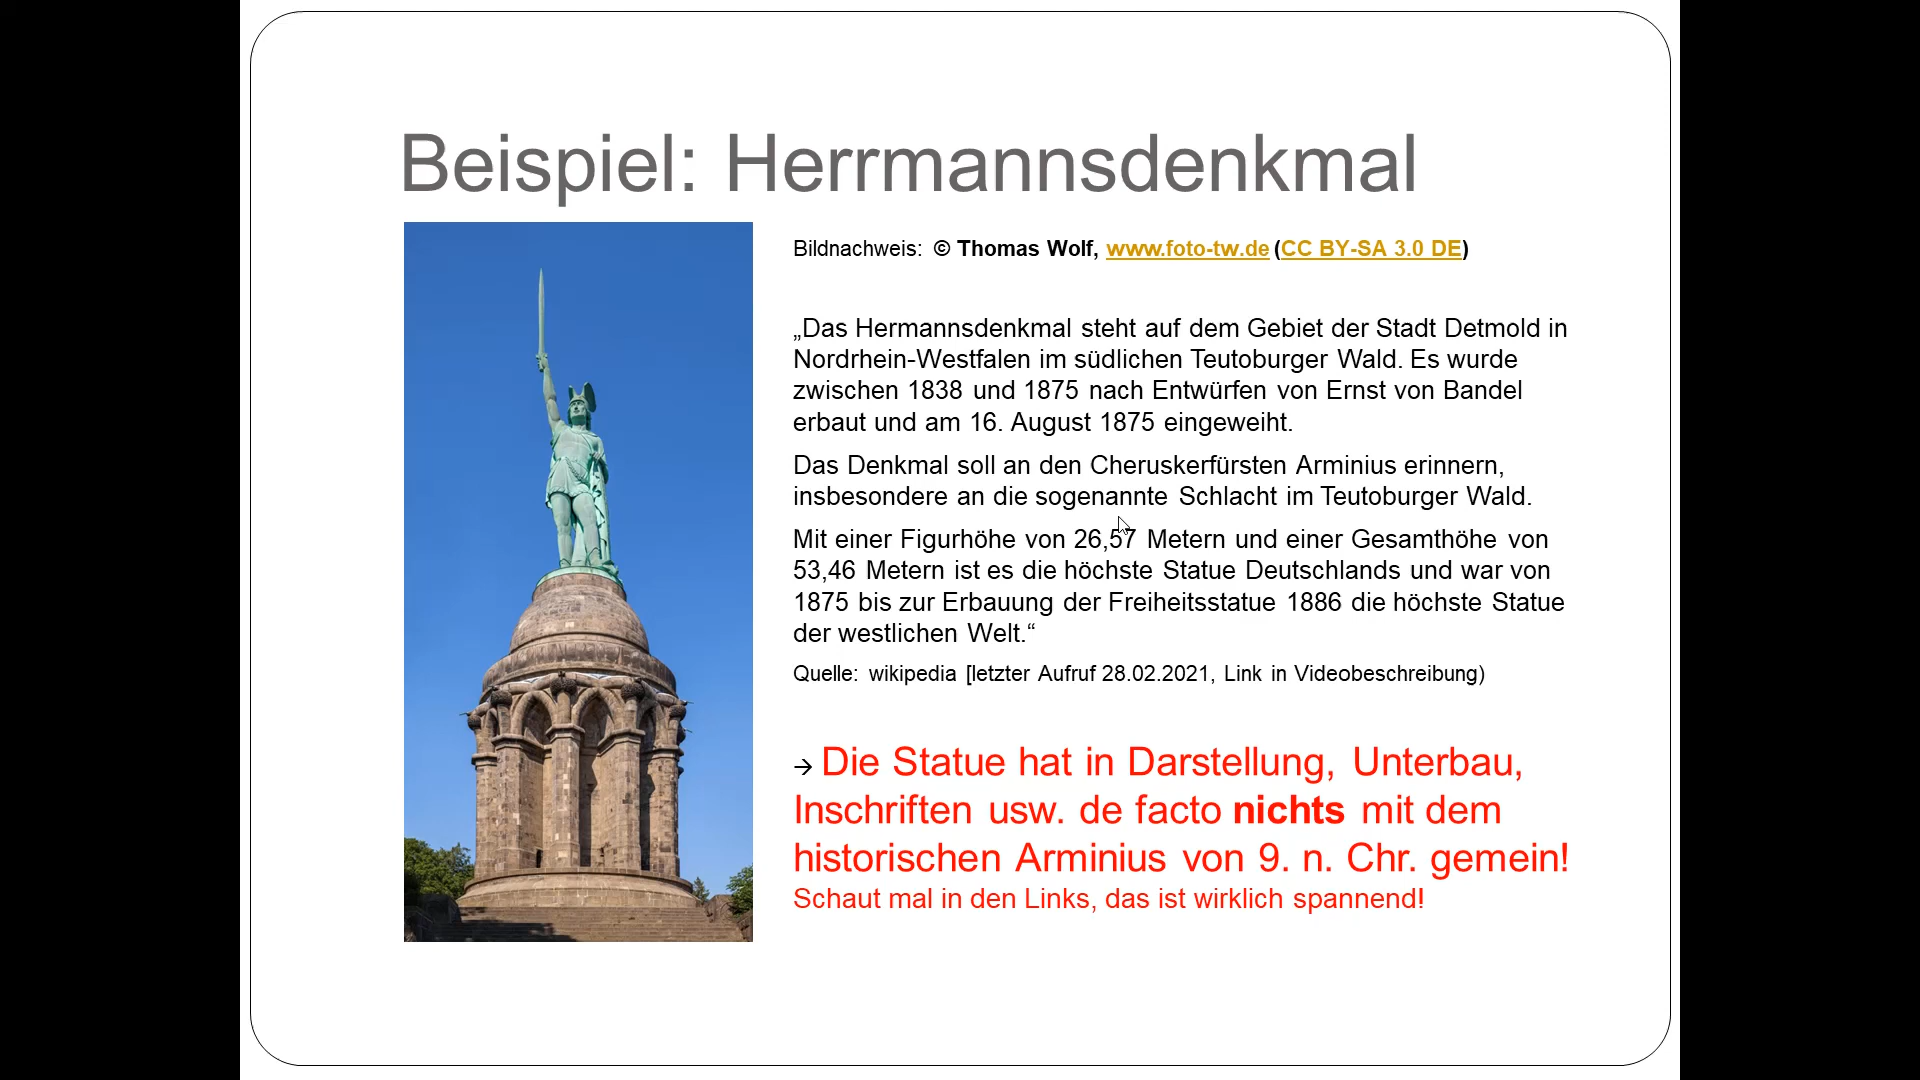 Beispiel: Herrmannsdenkmal
Bildnachweis: © Thomas Wolf, www.foto-tw.de (CC BY-SA 3.0 DE)
„Das Hermannsdenkmal steht auf dem Gebiet der Stadt Detmold in
Nordrhein-Westfalen im südlichen Teutoburger Wald. Es wurde
zwischen 1838 und 1875 nach Entwürfen von Ernst von Bandel
erbaut und am 16. August 1875 eingeweiht.
Das Denkmal soll an den Cheruskerfürsten Arminius erinnern,
insbesondere an die sogenannte Schlacht im Teutoburger Wald.
Mit einer Figurhöhe von 26,57 Metern und einer Gesamthöhe von
53,46 Metern ist es die höchste Statue Deutschlands und war von
1875 bis zur Erbauung der Freiheitsstatue 1886 die höchste Statue
der westlichen Welt.“
Quelle: wikipedia [letzter Aufruf 28.02.2021, Link in Videobeschreibung)
→ Die Statue hat in Darstellung, Unterbau,
Inschriften usw. de facto nichts mit dem
historischen Arminius von 9. n. Chr. gemein!
Schaut mal in den Links, das ist wirklich spannend!